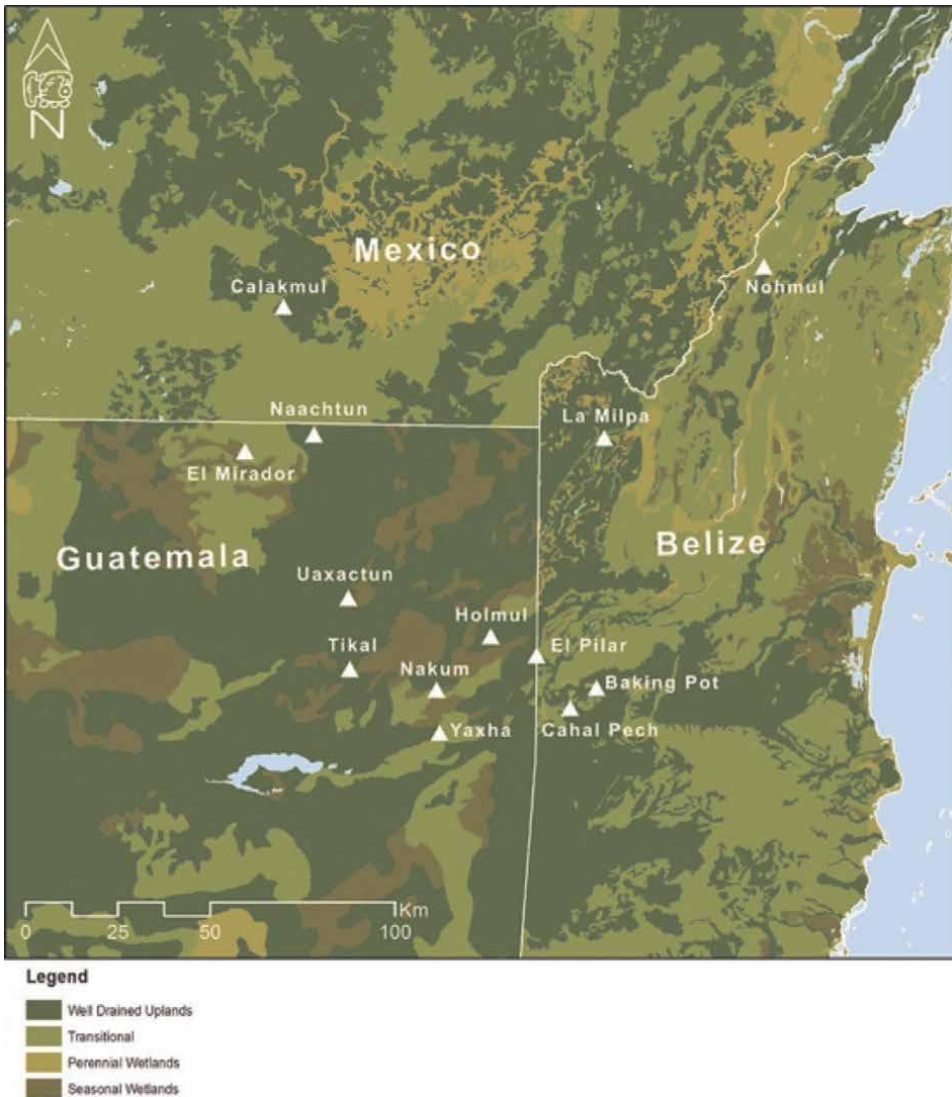 N
Mexico
Calakmul
Nohmul
Naachtun
La Milpa
El Mirador
Guatemala
Belize
Uaxactun
Holmul
Tikal
El Pilar
Nakum
Baking Pot
Yaxha
Cahal Pech
Km
0 25 50 100
Legend
Well Drained Uplands
Transitional
Perennial Wetlands
Seasonal Wetlands